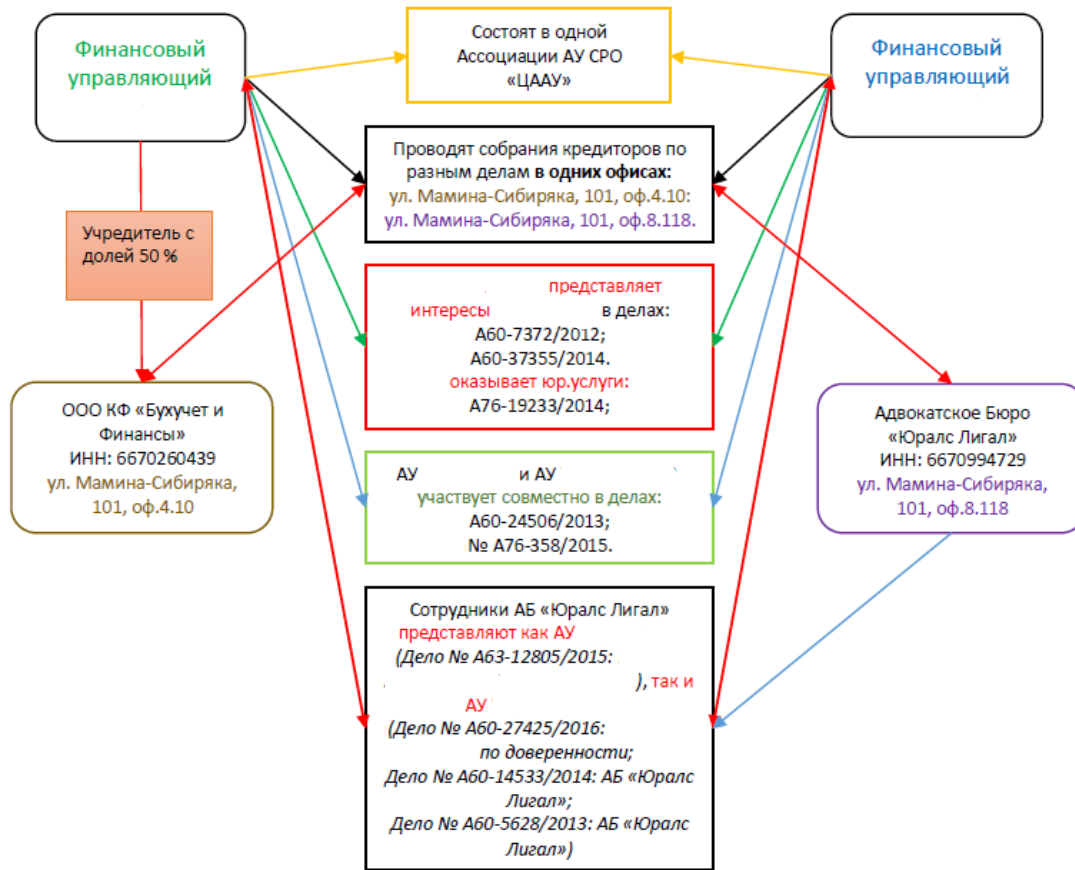 Финансовый
управляющий
Состоят в одной
Ассоциации АУ СРО
«ЦААУ»
Финансовый
управляющий
Проводят собрания кредиторов по
разным делам в одних офисах:
ул. Мамина-Сибиряка, 101, оф.4.10:
ул. Мамина-Сибиряка, 101, оф.8.118.
Учредитель с
долей 50 %
представляет
интересы в делах:
А60-7372/2012;
А60-37355/2014.
оказывает юр.услуги:
А76-19233/2014;
ООО КФ «Бухучет и
Финансы»
ИНН: 6670260439
ул. Мамина-Сибиряка,
101, оф.4.10
Адвокатское Бюро
«Юралс Лигал»
ИНН: 6670994729
ул. Мамина-Сибиряка,
101, оф.8.118
АУ и АУ
участвует совместно в делах:
А60-24506/2013;
№ А76-358/2015.
Сотрудники АБ «Юралс Лигал»
представляют как АУ
(Дело № А63-12805/2015:
), так и
АУ
(Дело № А60-27425/2016:
по доверенности;
Дело № А60-14533/2014: АБ «Юралс
Лигал»;
Дело № А60-5628/2013: АБ «Юралс
Лигал»)